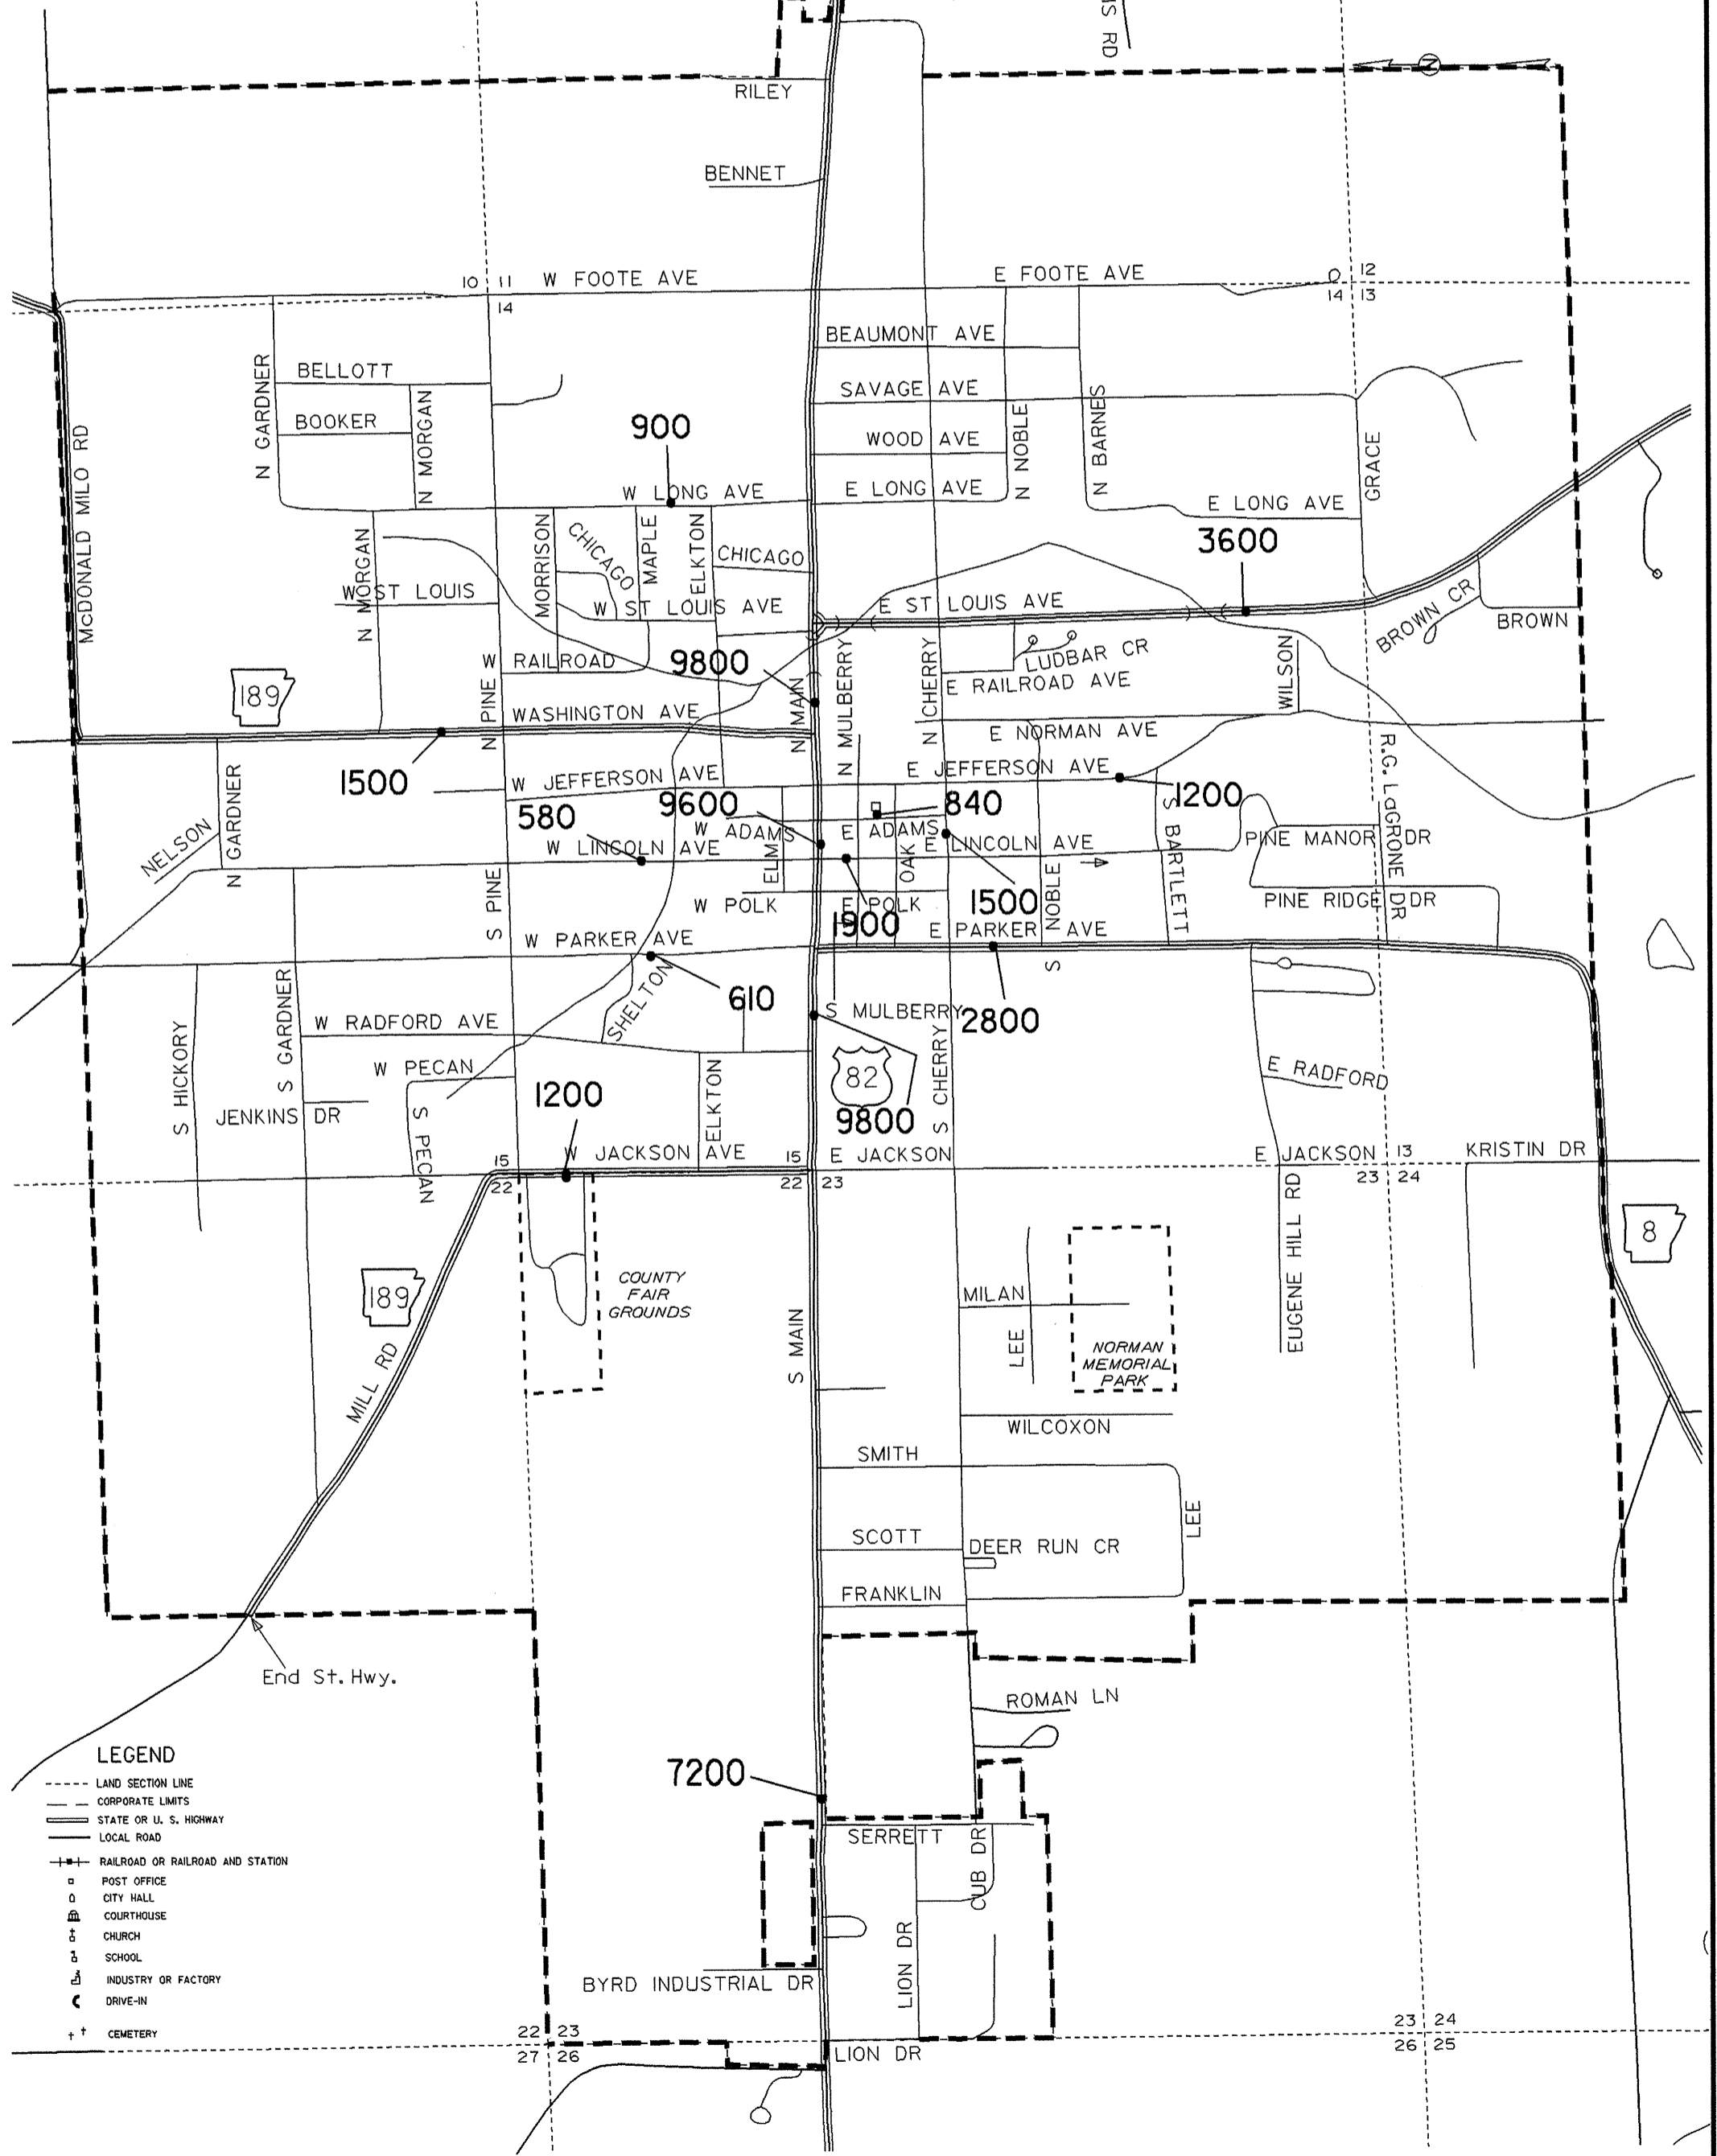 S RD
N
RILEY
BENNET
10 11
W FOOTE AVE
E FOOTE AVE
12
14
14 13
BEAUMONT AVE
N GARDNER
BELLOTT
SAVAGE AVE
BOOKER
N MORGAN
900
WOOD AVE
N NOBLE
N BARNES
GRACE
McDONALD MILO RD
W LONG AVE
E LONG AVE
E LONG AVE
3600
N MORGAN
MORRISON
CHICAGO
MAPLE
ELKTON
CHICAGO
W ST LOUIS
W ST LOUIS AVE
E ST LOUIS AVE
BROWN CR
BROWN
W RAILROAD
9800
LUDBAR CR
WILSON
189
N PINE
N MAIN
N MULBERRY
N CHERRY
E RAILROAD AVE
WASHINGTON AVE
E NORMAN AVE
R.G. LaGRONE DR
1500
W JEFFERSON AVE
E JEFFERSON AVE
1200
N GARDNER
580
9600
840
S BARTLETT
NELSON
W ADAMS
E ADAMS
W LINCOLN AVE
ELM
OAK
E LINCOLN AVE
PINE MANOR DR
S PINE
W POLK
E POLK
1500
S NOBLE
PINE RIDGE DR
1900
W PARKER AVE
E PARKER AVE
SHELTON
610
S MULBERRY
2800
S HICKORY
S GARDNER
W RADFORD AVE
W PECAN
82
S CHERRY
E RADFORD
JENKINS DR
S PECAN
1200
ELKTON
9800
15
W JACKSON AVE
15
E JACKSON
E JACKSON
13
KRISTIN DR
22
22 23
23 24
EUGENE HILL RD
8
189
COUNTY
FAIR
GROUNDS
MILAN
LEE
S MAIN
NORMAN
MEMORIAL
PARK
MILL RD
WILCOXON
SMITH
LEE
SCOTT
DEER RUN CR
FRANKLIN
End St. Hwy.
ROMAN LN
7200
SERRETT
CUB DR
LION DR
BYRD INDUSTRIAL DR
LEGEND
LAND SECTION LINE
CORPORATE LIMITS
STATE OR U. S. HIGHWAY
LOCAL ROAD
RAILROAD OR RAILROAD AND STATION
POST OFFICE
CITY HALL
COURTHOUSE
CHURCH
SCHOOL
INDUSTRY OR FACTORY
DRIVE-IN
CEMETERY
22 23
27 26
LION DR
23 24
26 25